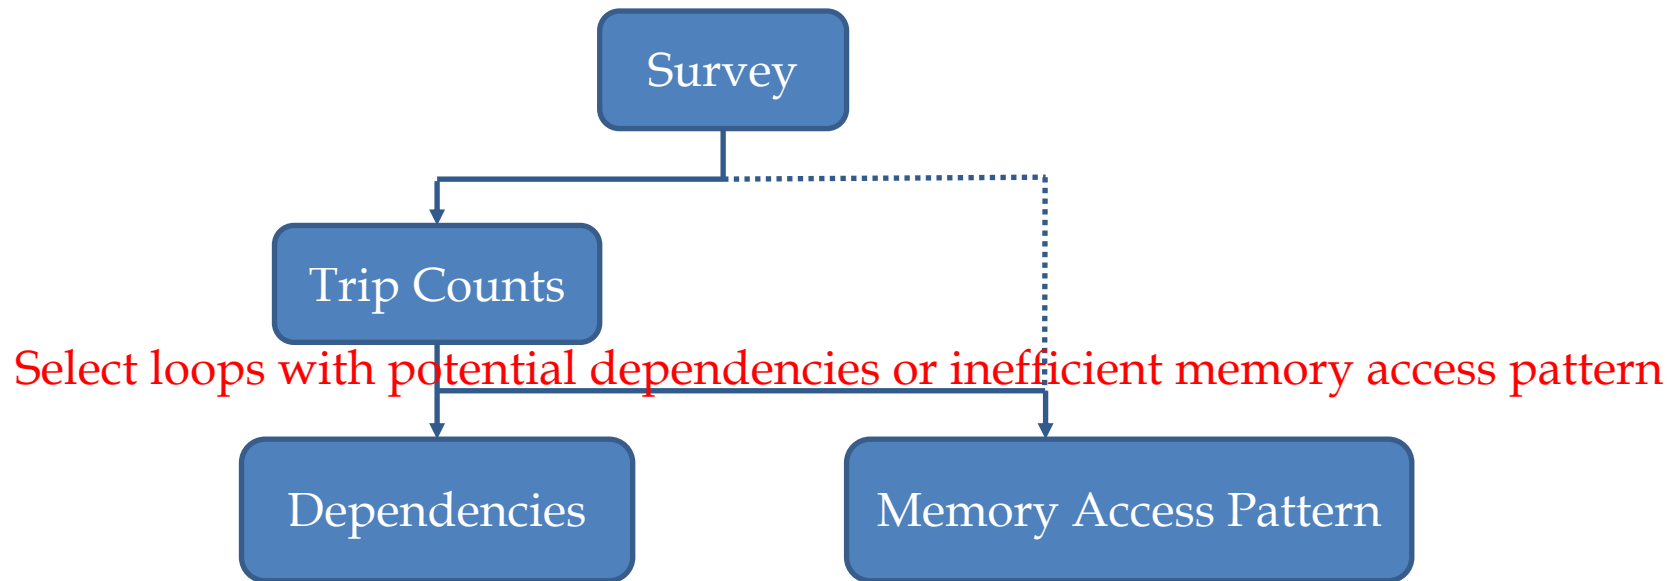 Survey
Trip Counts
Select loops with potential dependencies or inefficient memory access pattern
Dependencies
Memory Access Pattern